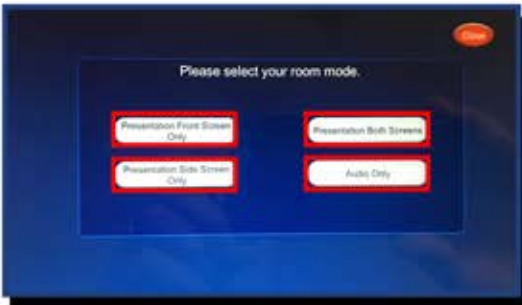 Close
Please select your room mode.
Presentation Front Screen
Only
Presentation Both Screens
Presentation Side Screen
Only
Audio Only